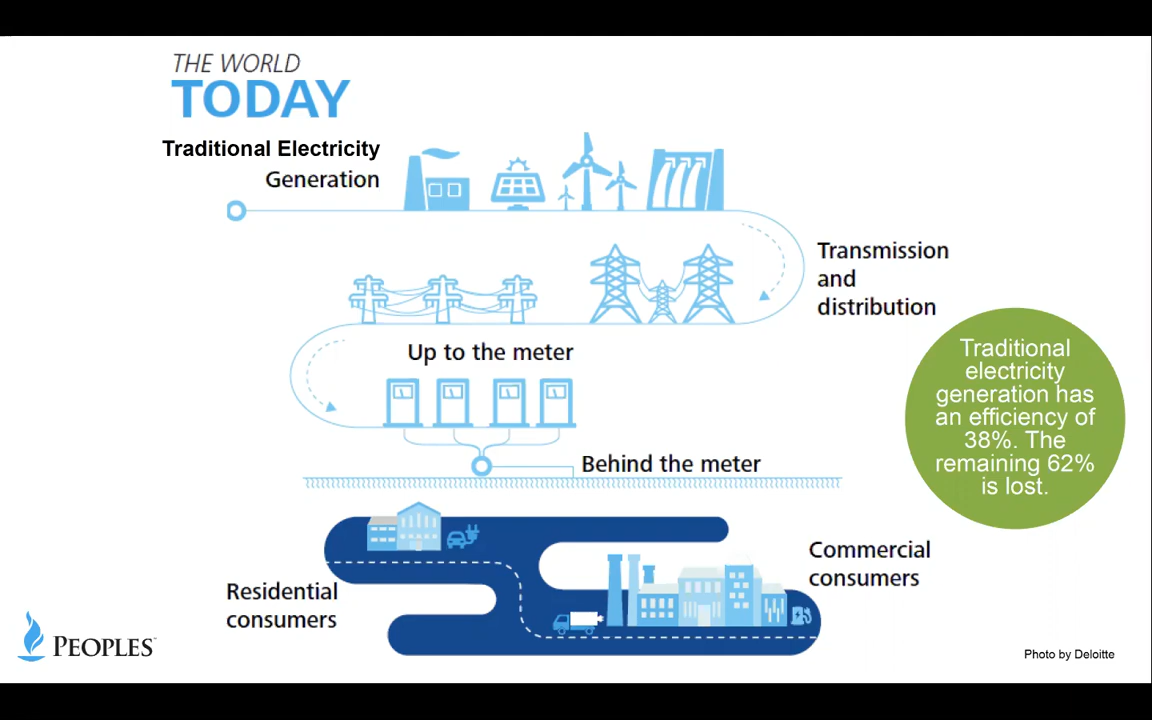 THE WORLD
TODAY
Traditional Electricity
Generation
Transmission
and
distribution
Up to the meter
Traditional
electricity
generation has
an efficiency of
38%. The
remaining 62%
is lost.
Behind the meter
Commercial
consumers
Residential
consumers
PEOPLES™
Photo by Deloitte